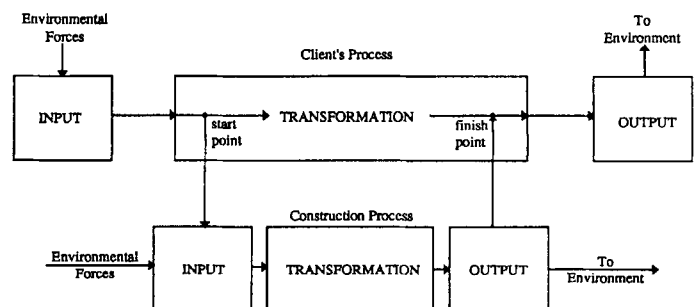 Environmental
Forces
To
Environment
Client's Process
INPUT
TRANSFORMATION
OUTPUT
start
point
finish
point
Construction Process
Environmental
Forces
INPUT
TRANSFORMATION
OUTPUT
To
Environment